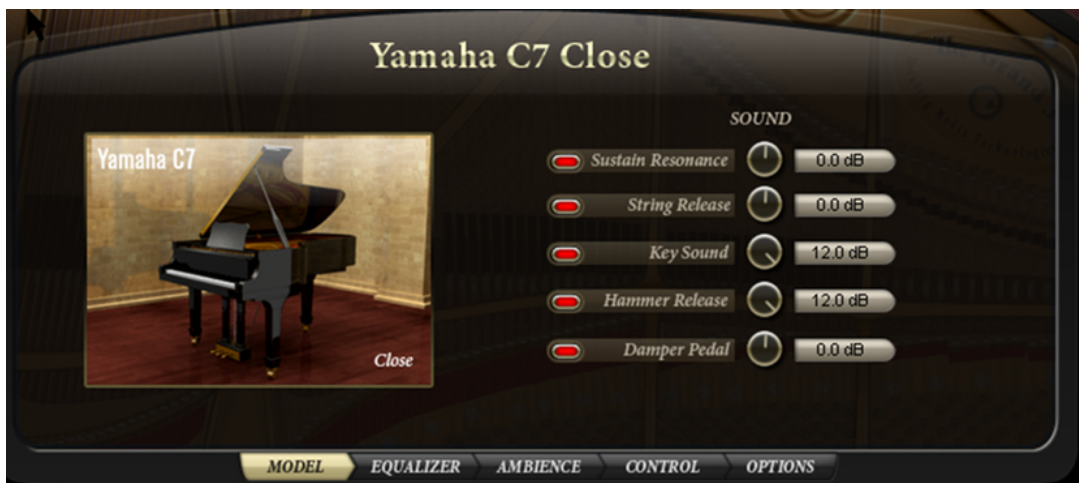 Yamaha C7 Close
Yamaha C7
Close
SOUND
Sustain Resonance 0.0 dB
String Release 0.0 dB
Key Sound 12.0 dB
Hammer Release 12.0 dB
Damper Pedal 0.0 dB
MODEL EQUALIZER AMBIENCE CONTROL OPTIONS